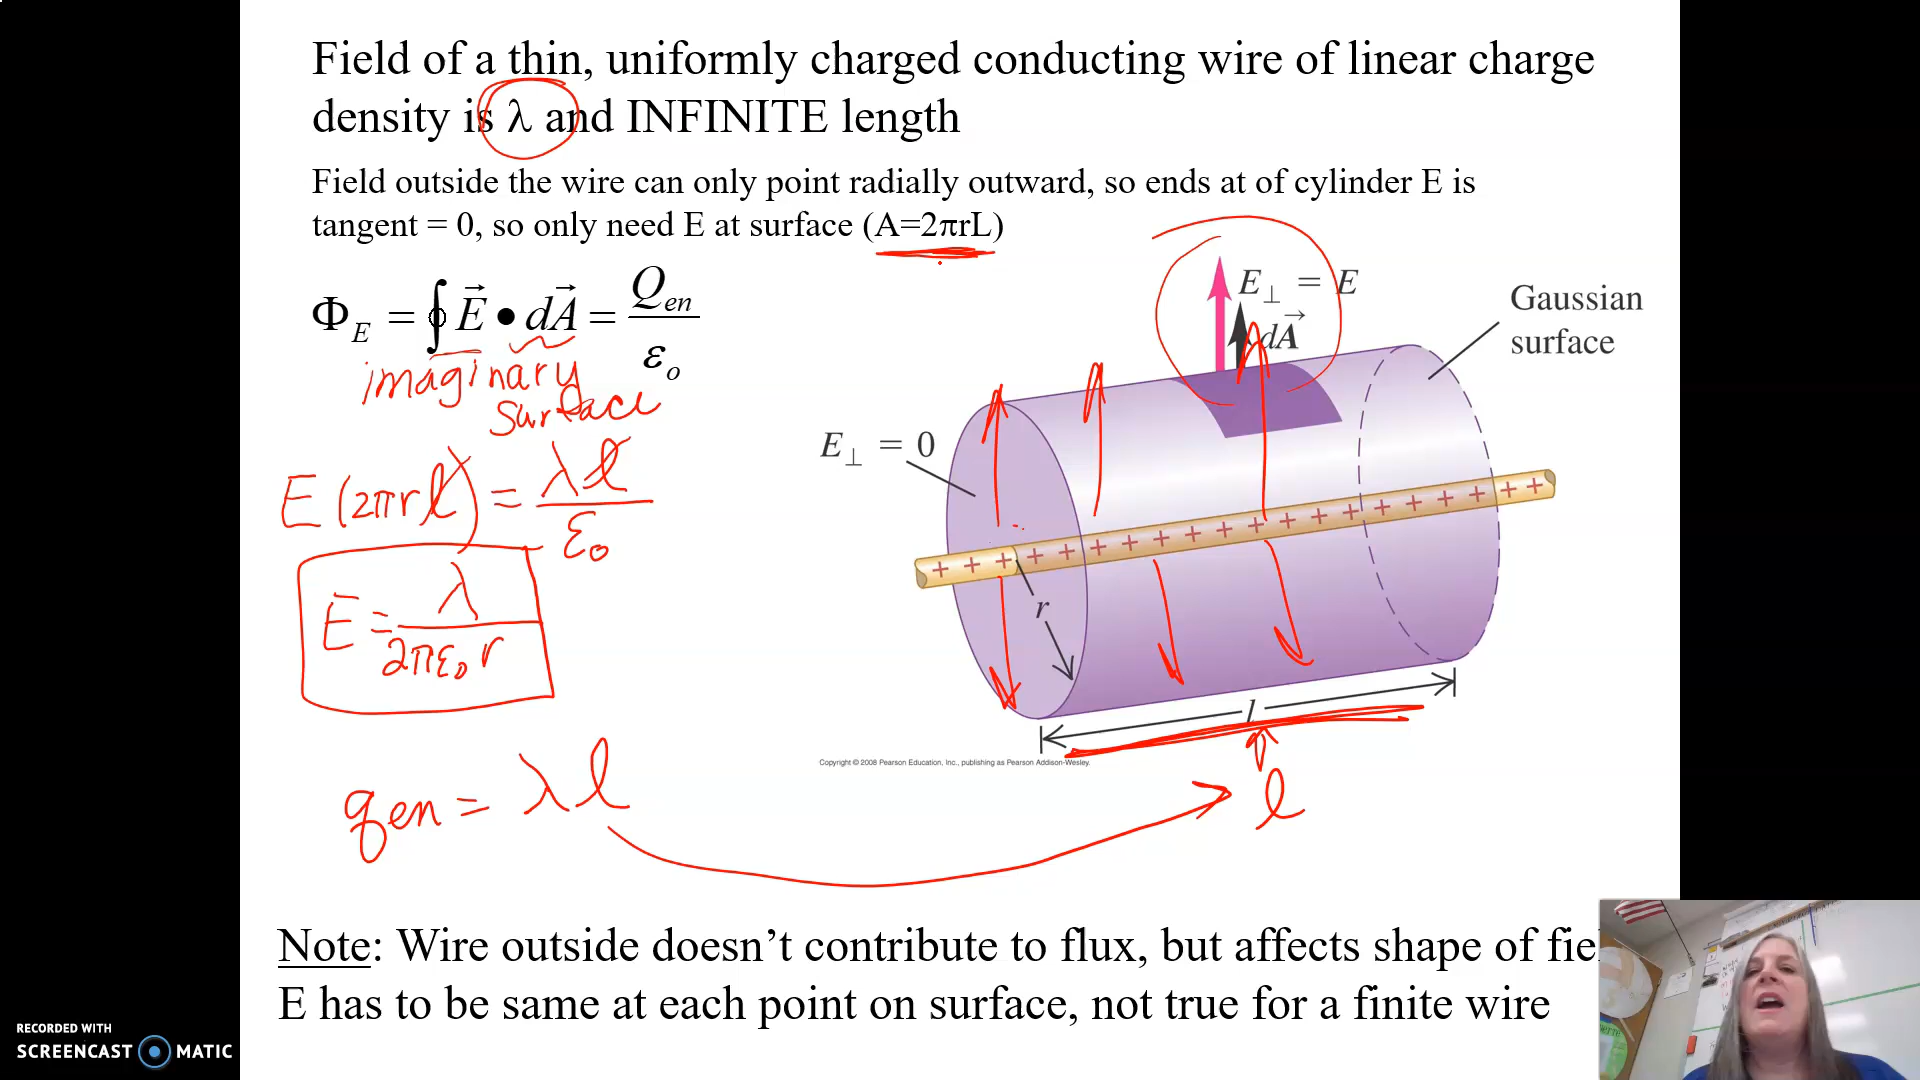 Field of a thin, uniformly charged conducting wire of linear charge
density is λ and INFINITE length
Field outside the wire can only point radially outward, so ends at of cylinder E is
tangent = 0, so only need E at surface (A=2πrL)
Φ_E = ∮ E⃗ • dA⃗ = Q_en / ε_o
imaginary
surface
E (2πrl) = λl / ε₀
E = λ / 2πε₀ r
q_en = λl
E⊥ = E
dA⃗
Gaussian
surface
E⊥ = 0
+ + + + + + + + + + + + + + + + + + + +
r
l
l
Copyright © 2008 Pearson Education, Inc., publishing as Pearson Addison-Wesley.
Note: Wire outside doesn’t contribute to flux, but affects shape of fie
E has to be same at each point on surface, not true for a finite wire
RECORDED WITH
SCREENCAST MATIC